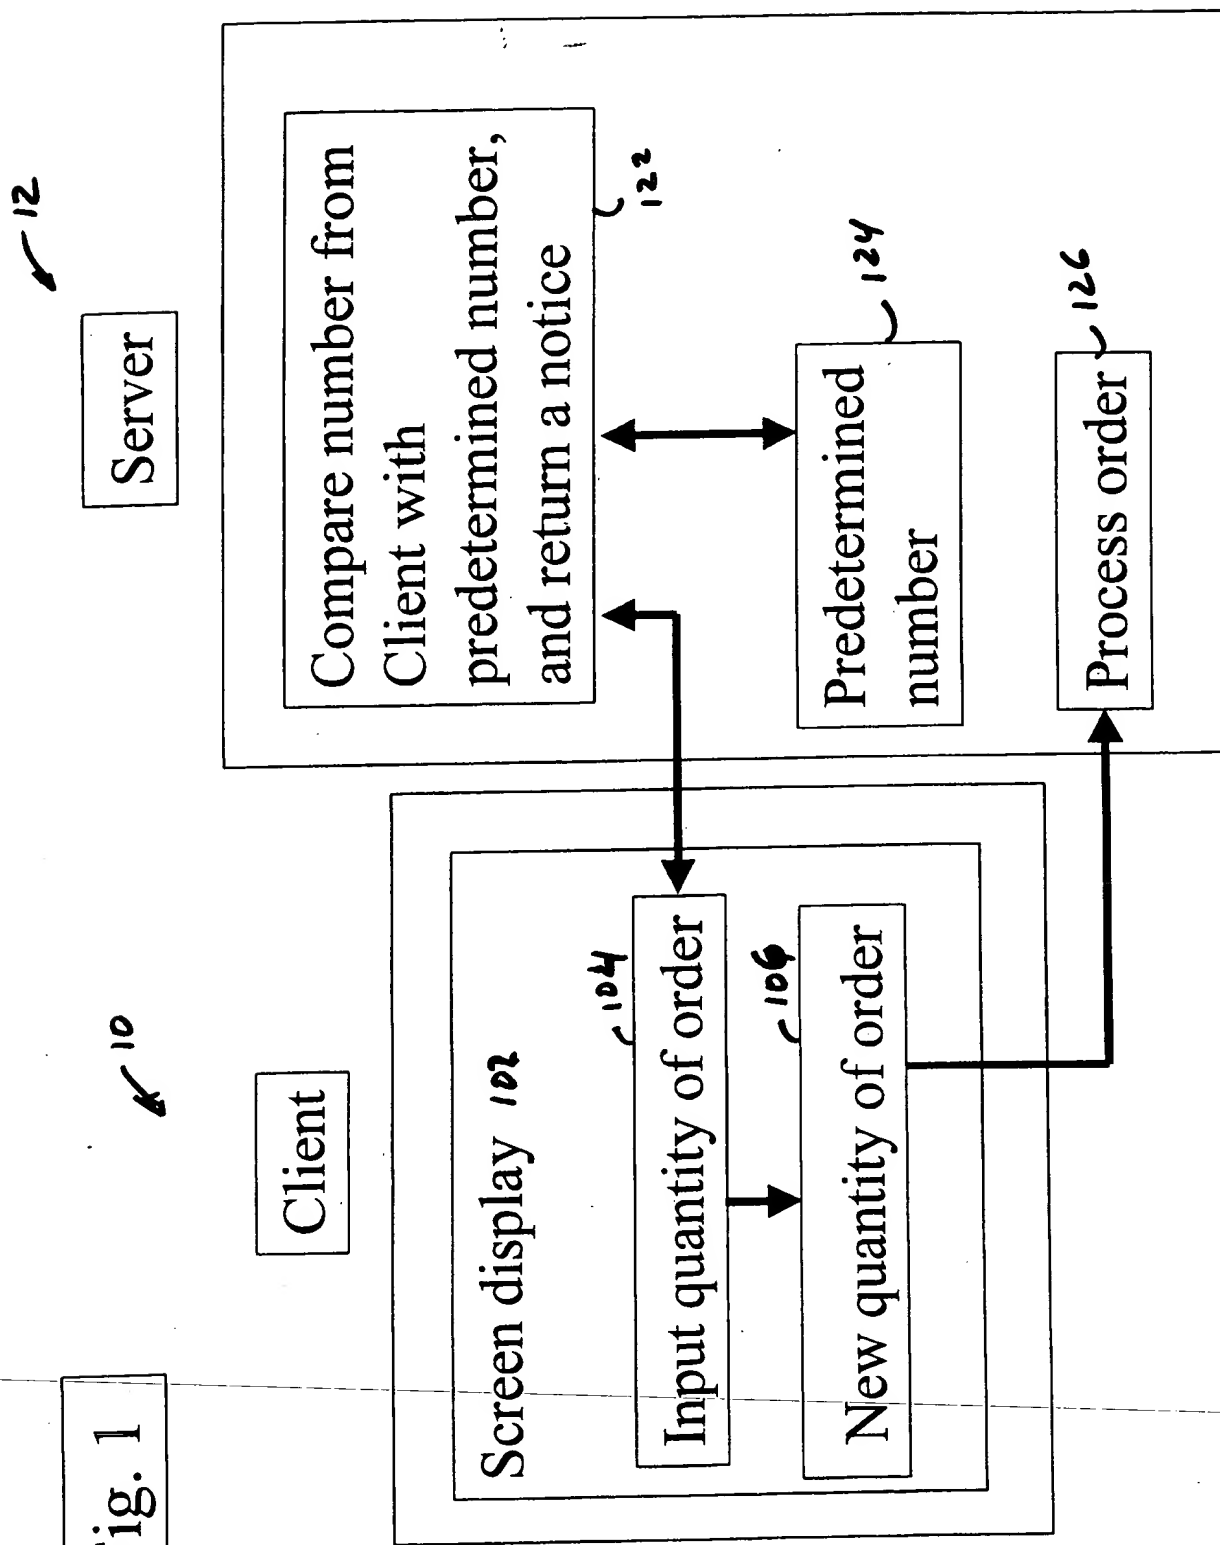 Fig. 1
Client
10
Server
12
Screen display 102
104
Input quantity of order
106
New quantity of order
Compare number from
Client with
predetermined number,
and return a notice
122
Predetermined
number
124
Process order
126